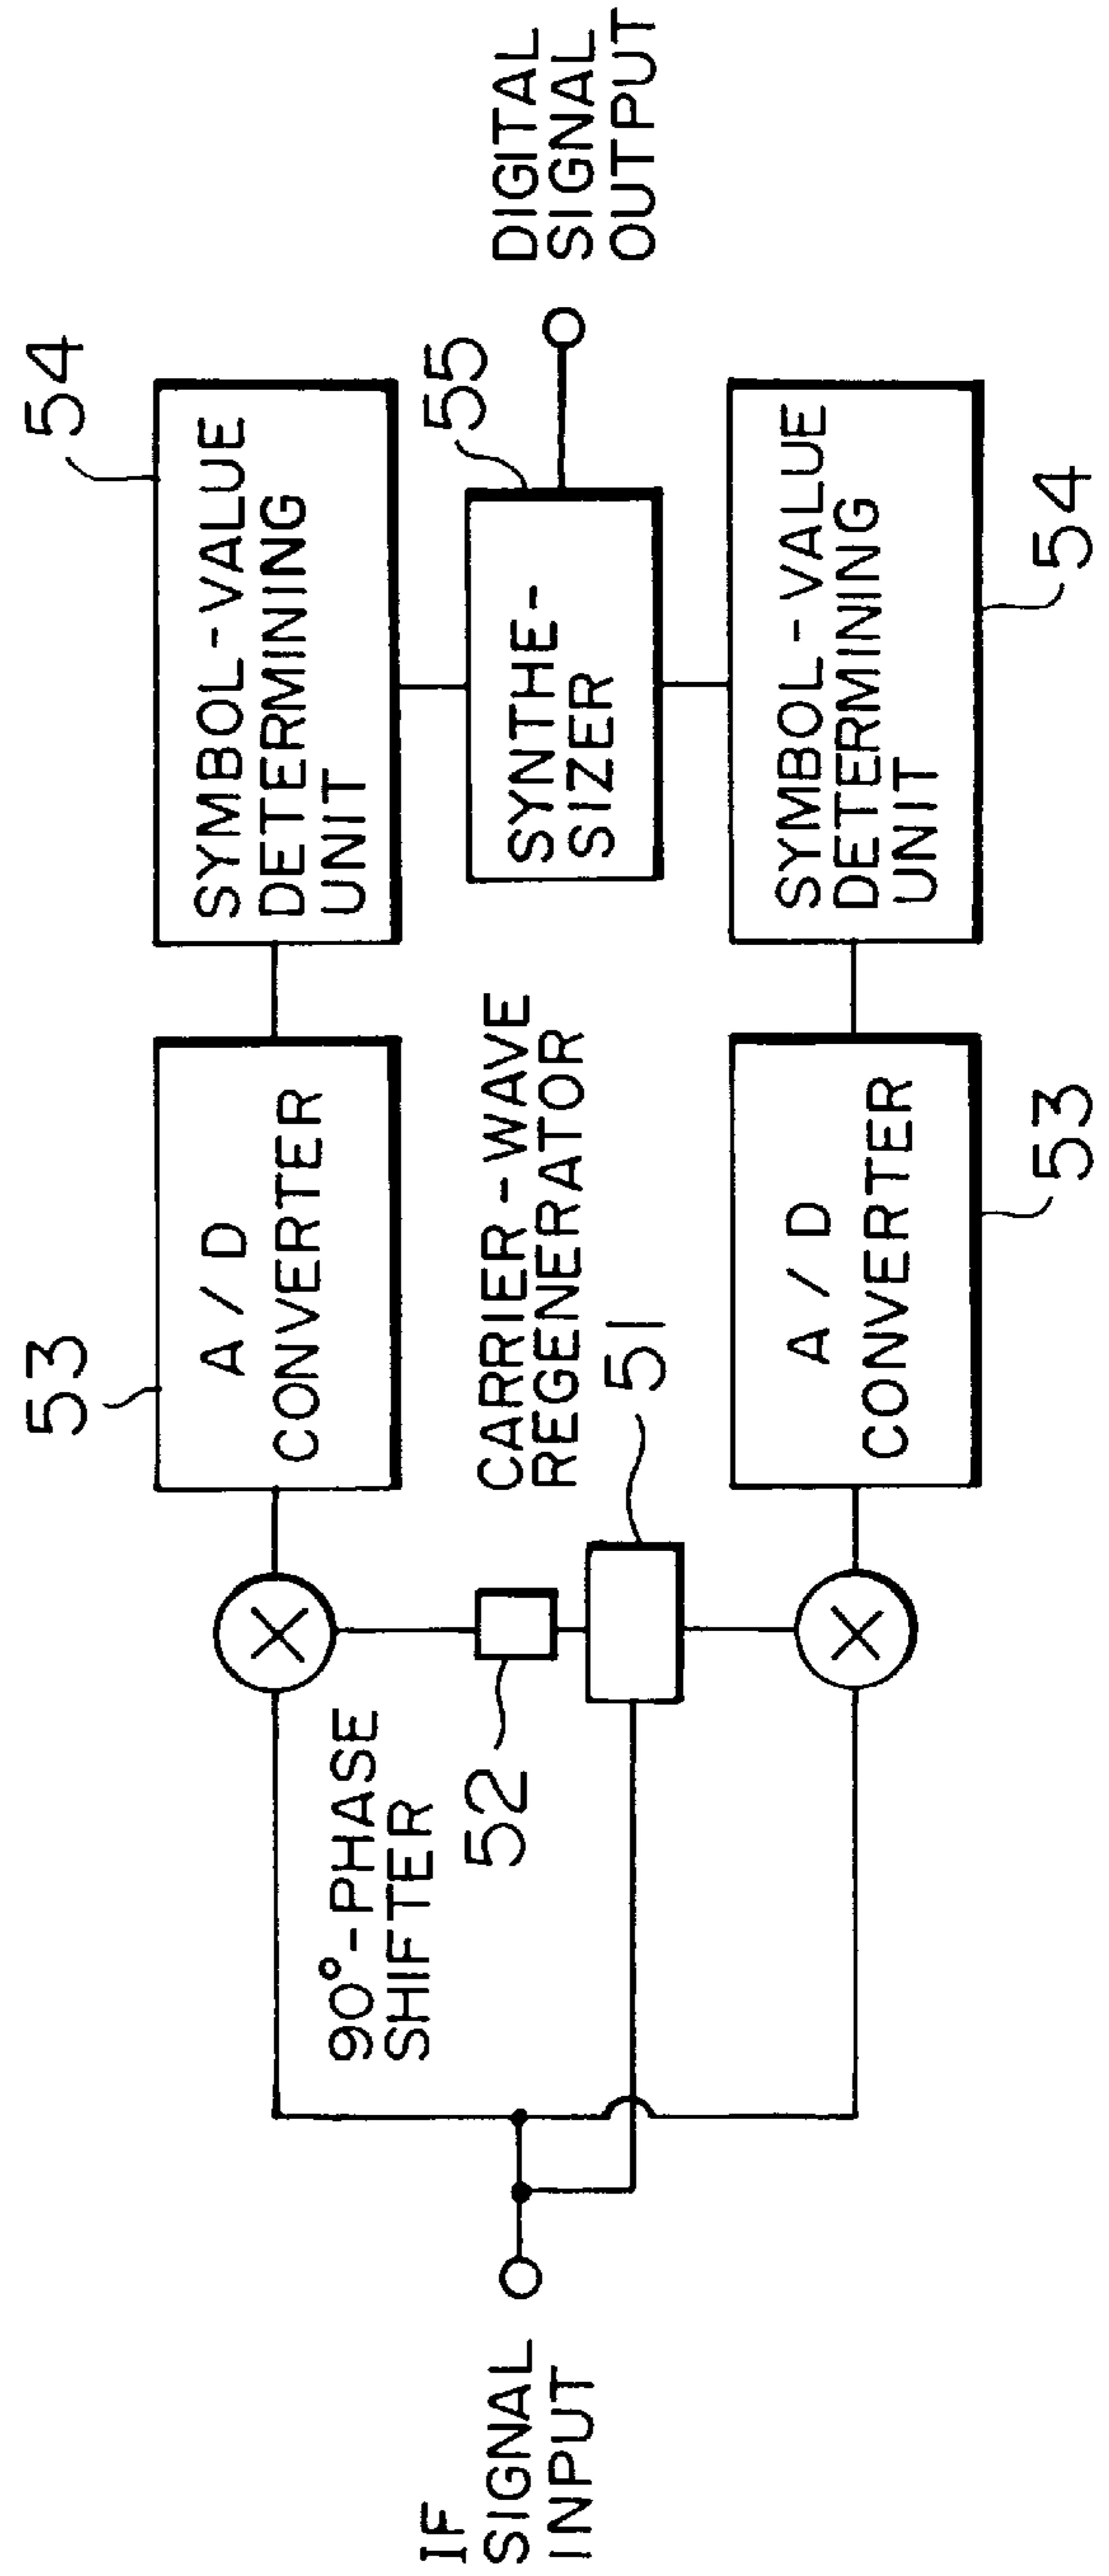 IF
SIGNAL
INPUT
90°-PHASE
SHIFTER
52
53
A/D
CONVERTER
CARRIER-WAVE
REGENERATOR
51
A/D
CONVERTER
53
54
SYMBOL-VALUE
DETERMINING
UNIT
55
SYNTHE-
SIZER
SYMBOL-VALUE
DETERMINING
UNIT
54
DIGITAL
SIGNAL
OUTPUT